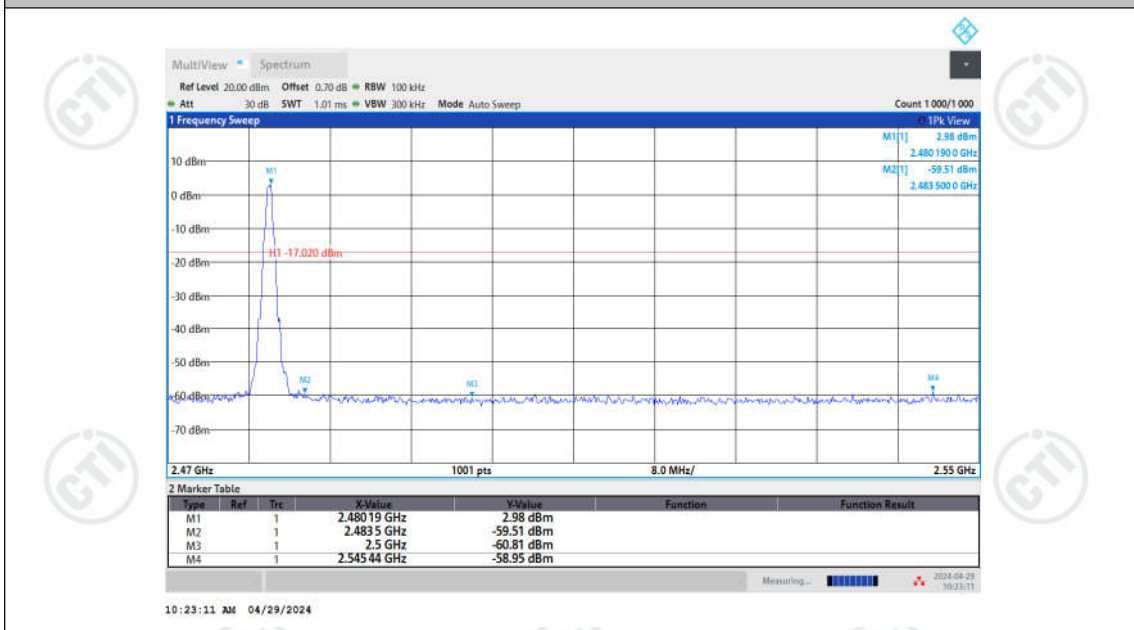 MultiView Spectrum
Ref Level 20.00 dBm Offset 0.70 dB RBW 100 kHz
Att 30 dB SWT 1.01 ms VBW 300 kHz Mode Auto Sweep Count 1 000/1 000
1 Frequency Sweep 1Pk View
M1[1] 2.98 dBm
2.480 190 0 GHz
M2[1] -59.51 dBm
2.483 500 0 GHz
10 dBm
M1
0 dBm
-10 dBm
H1 -17.020 dBm
-20 dBm
-30 dBm
-40 dBm
-50 dBm
M2 M3 M4
-60 dBm
-70 dBm
2.47 GHz 1001 pts 8.0 MHz/ 2.55 GHz
2 Marker Table
Type Ref Trc X-Value Y-Value Function Function Result
M1 1 2.480 19 GHz 2.98 dBm
M2 1 2.483 5 GHz -59.51 dBm
M3 1 2.5 GHz -60.81 dBm
M4 1 2.545 44 GHz -58.95 dBm
Measuring... 2024-04-29
10:23:11
10:23:11 AM 04/29/2024
CTI
CTI
CTI
CTI